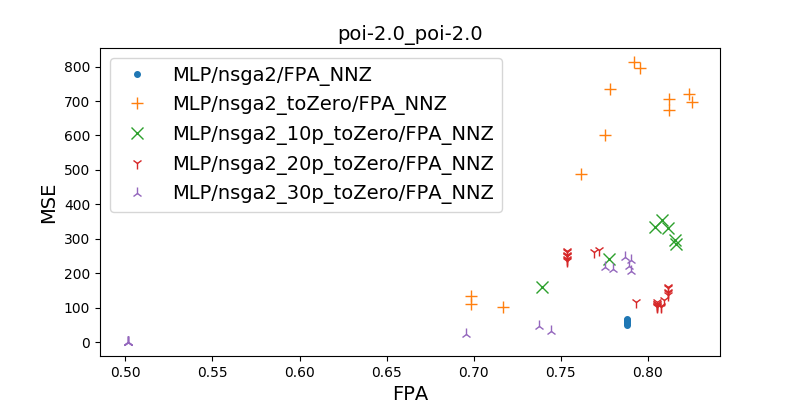 poi-2.0_poi-2.0
MLP/nsga2/FPA_NNZ
MLP/nsga2_toZero/FPA_NNZ
MLP/nsga2_10p_toZero/FPA_NNZ
MLP/nsga2_20p_toZero/FPA_NNZ
MLP/nsga2_30p_toZero/FPA_NNZ
MSE
800
700
600
500
400
300
200
100
0
0.50 0.55 0.60 0.65 0.70 0.75 0.80
FPA